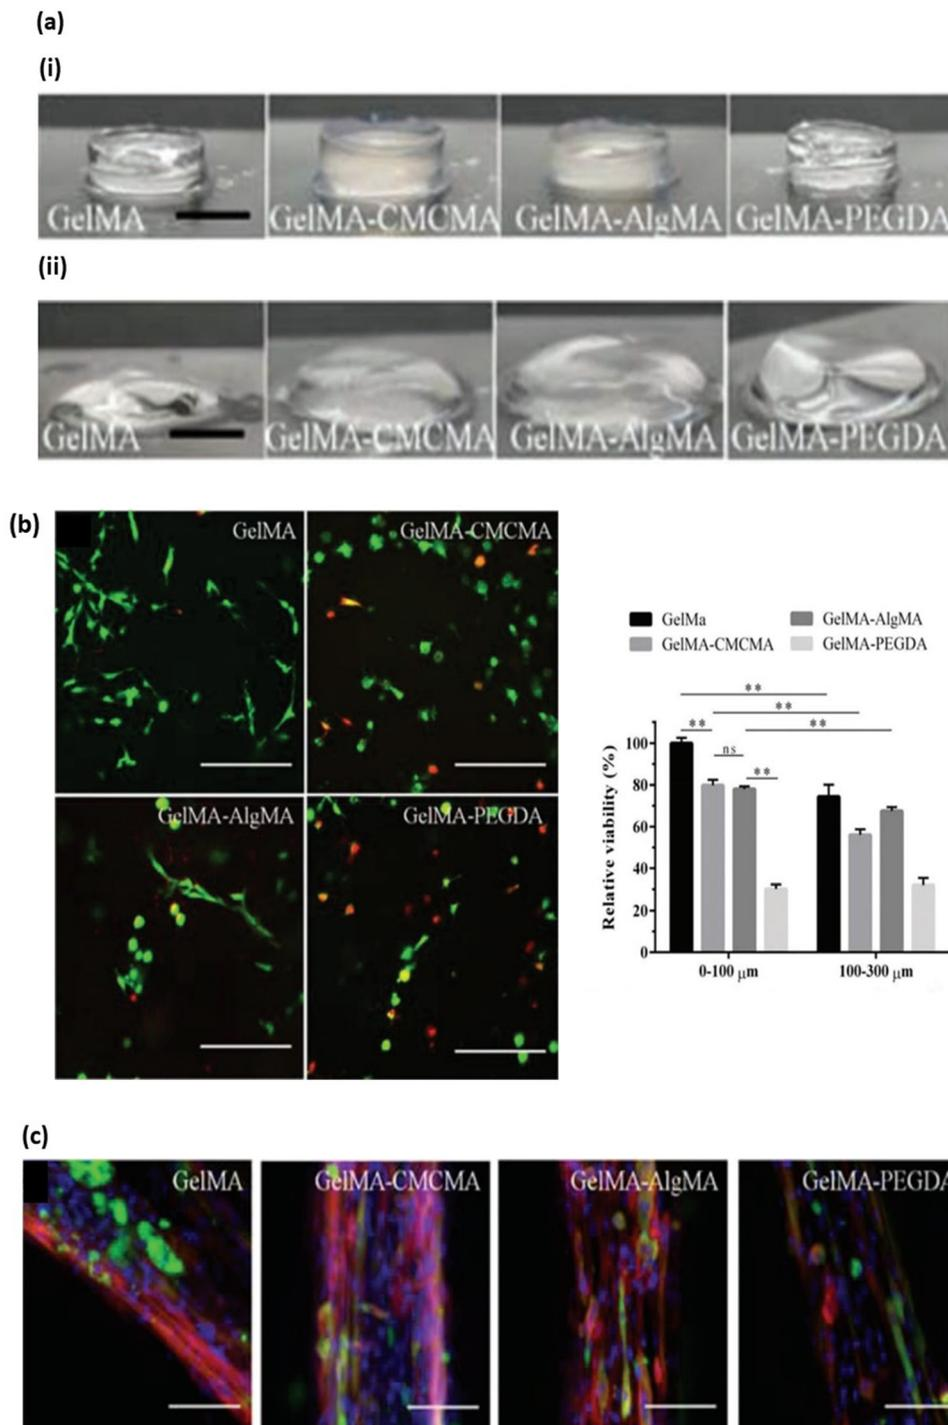 (a)
(i)
GelMA GelMA-CMCMA GelMA-AlgMA GelMA-PEGDA
(ii)
GelMA GelMA-CMCMA GelMA-AlgMA GelMA-PEGDA
(b)
GelMA GelMA-CMCMA
GelMA-AlgMA GelMA-PEGDA
GelMa GelMA-AlgMA
GelMA-CMCMA GelMA-PEGDA
**
**
** **
ns
**
Relative viability (%)
100
80
60
40
20
0
0-100 μm 100-300 μm
(c)
GelMA GelMA-CMCMA GelMA-AlgMA GelMA-PEGDA